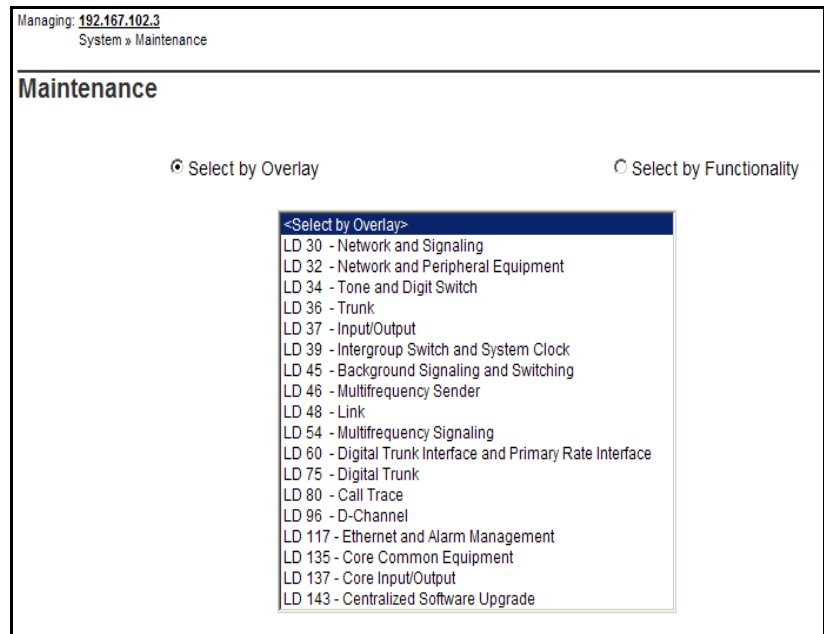 Managing: 192.167.102.3
System » Maintenance
Maintenance
Select by Overlay
Select by Functionality
<Select by Overlay>
LD 30 - Network and Signaling
LD 32 - Network and Peripheral Equipment
LD 34 - Tone and Digit Switch
LD 36 - Trunk
LD 37 - Input/Output
LD 39 - Intergroup Switch and System Clock
LD 45 - Background Signaling and Switching
LD 46 - Multifrequency Sender
LD 48 - Link
LD 54 - Multifrequency Signaling
LD 60 - Digital Trunk Interface and Primary Rate Interface
LD 75 - Digital Trunk
LD 80 - Call Trace
LD 96 - D-Channel
LD 117 - Ethernet and Alarm Management
LD 135 - Core Common Equipment
LD 137 - Core Input/Output
LD 143 - Centralized Software Upgrade